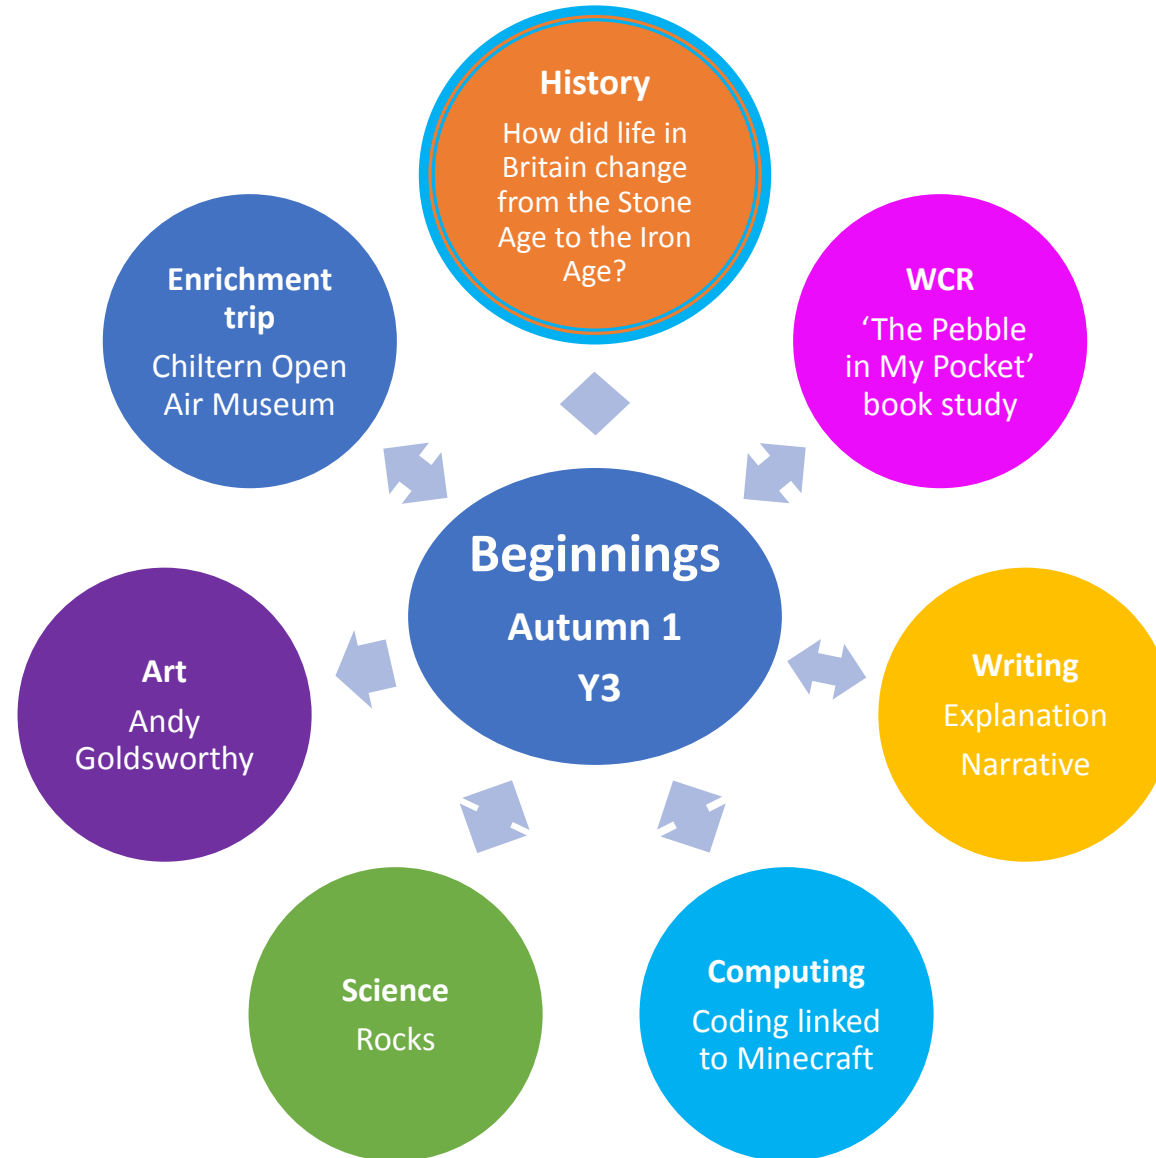 History
How did life in
Britain change
from the Stone
Age to the Iron
Age?
Enrichment
trip
Chiltern Open
Air Museum
WCR
‘The Pebble
in My Pocket’
book study
Beginnings
Autumn 1
Y3
Art
Andy
Goldsworthy
Writing
Explanation
Narrative
Science
Rocks
Computing
Coding linked
to Minecraft